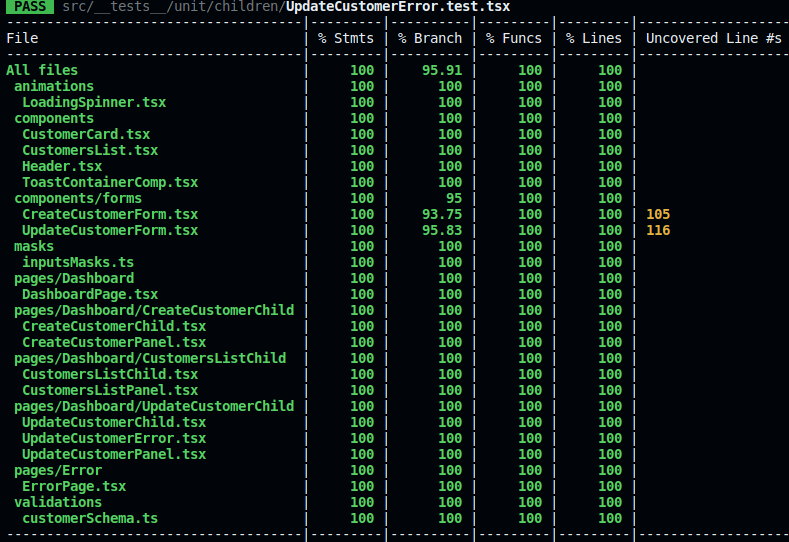 PASS src/__tests__/unit/children/UpdateCustomerError.test.tsx
---------------------------------------|---------|----------|---------|---------|-------------------
File | % Stmts | % Branch | % Funcs | % Lines | Uncovered Line #s
---------------------------------------|---------|----------|---------|---------|-------------------
All files | 100 | 95.91 | 100 | 100 |
animations | 100 | 100 | 100 | 100 |
LoadingSpinner.tsx | 100 | 100 | 100 | 100 |
components | 100 | 100 | 100 | 100 |
CustomerCard.tsx | 100 | 100 | 100 | 100 |
CustomersList.tsx | 100 | 100 | 100 | 100 |
Header.tsx | 100 | 100 | 100 | 100 |
ToastContainerComp.tsx | 100 | 100 | 100 | 100 |
components/forms | 100 | 95 | 100 | 100 |
CreateCustomerForm.tsx | 100 | 93.75 | 100 | 100 | 105
UpdateCustomerForm.tsx | 100 | 95.83 | 100 | 100 | 116
masks | 100 | 100 | 100 | 100 |
inputsMasks.ts | 100 | 100 | 100 | 100 |
pages/Dashboard | 100 | 100 | 100 | 100 |
DashboardPage.tsx | 100 | 100 | 100 | 100 |
pages/Dashboard/CreateCustomerChild | 100 | 100 | 100 | 100 |
CreateCustomerChild.tsx | 100 | 100 | 100 | 100 |
CreateCustomerPanel.tsx | 100 | 100 | 100 | 100 |
pages/Dashboard/CustomersListChild | 100 | 100 | 100 | 100 |
CustomersListChild.tsx | 100 | 100 | 100 | 100 |
CustomersListPanel.tsx | 100 | 100 | 100 | 100 |
pages/Dashboard/UpdateCustomerChild | 100 | 100 | 100 | 100 |
UpdateCustomerChild.tsx | 100 | 100 | 100 | 100 |
UpdateCustomerError.tsx | 100 | 100 | 100 | 100 |
UpdateCustomerPanel.tsx | 100 | 100 | 100 | 100 |
pages/Error | 100 | 100 | 100 | 100 |
ErrorPage.tsx | 100 | 100 | 100 | 100 |
validations | 100 | 100 | 100 | 100 |
customerSchema.ts | 100 | 100 | 100 | 100 |
---------------------------------------|---------|----------|---------|---------|-------------------